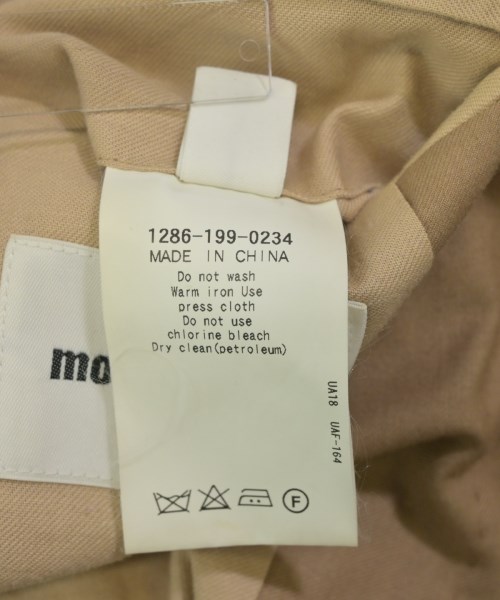 1286-199-0234
MADE IN CHINA
Do not wash
Warm iron Use
press cloth
Do not use
chlorine bleach
Dry clean(petroleum)
UA18 UAF-164
F